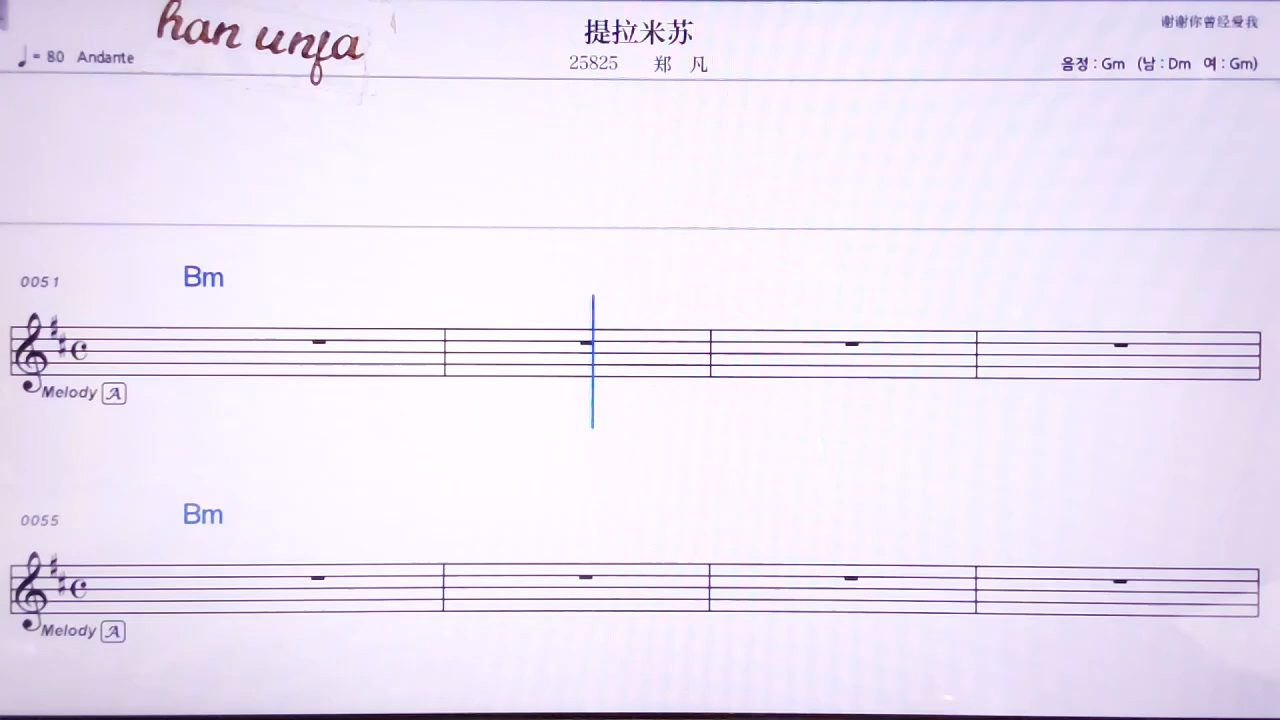 han unfa
提拉米苏
谢谢你曾经爱我
♩ = 80 Andante
25825 郑 凡
음정 : Gm (남 : Dm 여 : Gm)
0051 Bm
Melody A
0055 Bm
Melody A